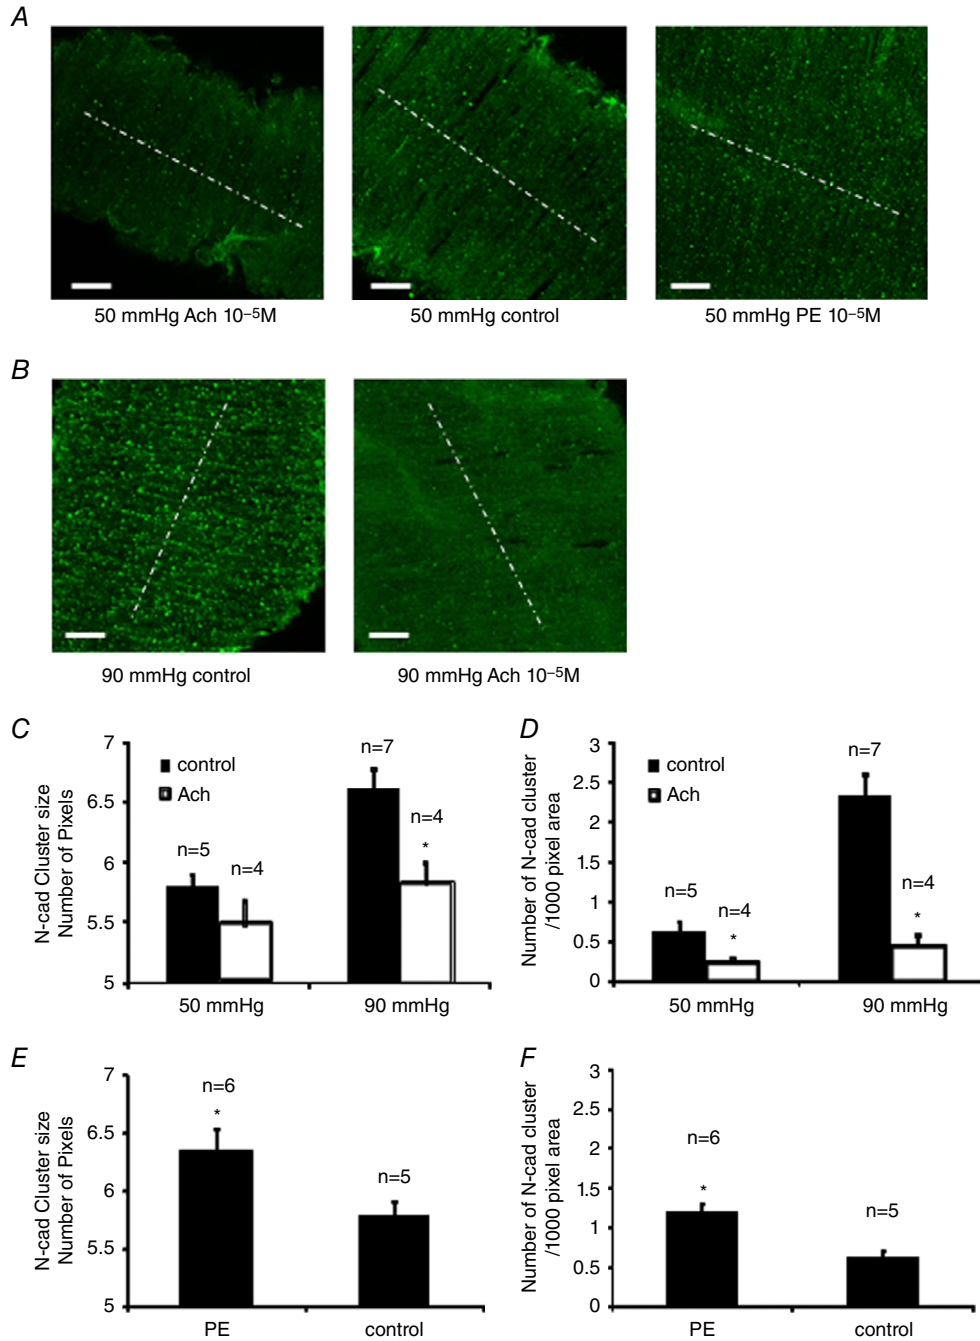 A
50 mmHg Ach 10⁻⁵M
50 mmHg control
50 mmHg PE 10⁻⁵M
B
90 mmHg control
90 mmHg Ach 10⁻⁵M
C
N-cad Cluster size
Number of Pixels
7
6.5
6
5.5
5
control
Ach
n=5
n=4
n=7
n=4
*
50 mmHg
90 mmHg
D
Number of N-cad cluster
/1000 pixel area
3
2.5
2
1.5
1
0.5
0
control
Ach
n=5
n=4
*
n=7
n=4
*
50 mmHg
90 mmHg
E
N-cad Cluster size
Number of Pixels
7
6.5
6
5.5
5
n=6
*
n=5
PE
control
F
Number of N-cad cluster
/1000 pixel area
3
2.5
2
1.5
1
0.5
0
n=6
*
n=5
PE
control